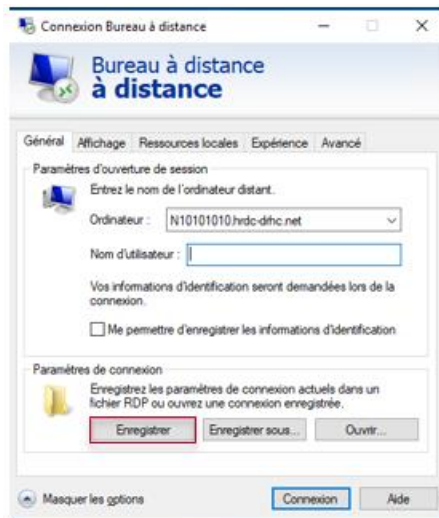 Connexion Bureau à distance
Bureau à distance
à distance
Général Affichage Ressources locales Expérience Avancé
Paramètres d'ouverture de session
Entrez le nom de l'ordinateur distant.
Ordinateur : N10101010.hrdc-drhc.net
Nom d'utilisateur :
Vos informations d'identification seront demandées lors de la
connexion.
Me permettre d'enregistrer les informations d'identification
Paramètres de connexion
Enregistrez les paramètres de connexion actuels dans un
fichier RDP ou ouvrez une connexion enregistrée.
Enregistrer Enregistrer sous... Ouvrir...
Masquer les options Connexion Aide